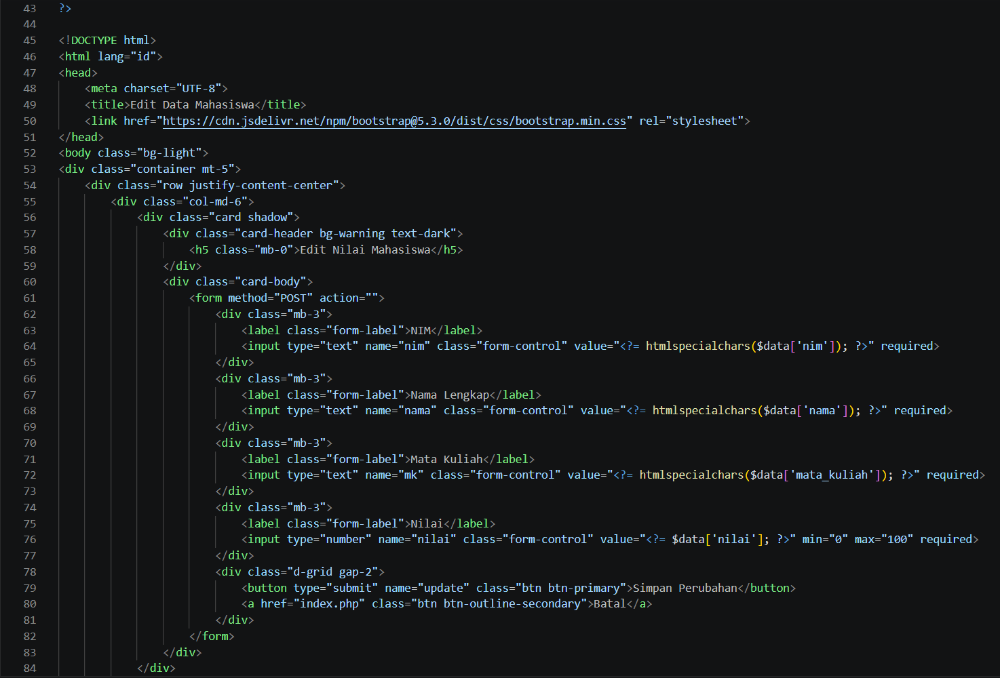 43 ?>
44
45 <!DOCTYPE html>
46 <html lang="id">
47 <head>
48     <meta charset="UTF-8">
49     <title>Edit Data Mahasiswa</title>
50     <link href="https://cdn.jsdelivr.net/npm/bootstrap@5.3.0/dist/css/bootstrap.min.css" rel="stylesheet">
51 </head>
52 <body class="bg-light">
53 <div class="container mt-5">
54     <div class="row justify-content-center">
55         <div class="col-md-6">
56             <div class="card shadow">
57                 <div class="card-header bg-warning text-dark">
58                     <h5 class="mb-0">Edit Nilai Mahasiswa</h5>
59                 </div>
60                 <div class="card-body">
61                     <form method="POST" action="">
62                         <div class="mb-3">
63                             <label class="form-label">NIM</label>
64                             <input type="text" name="nim" class="form-control" value="<?= htmlspecialchars($data['nim']); ?>" required>
65                         </div>
66                         <div class="mb-3">
67                             <label class="form-label">Nama Lengkap</label>
68                             <input type="text" name="nama" class="form-control" value="<?= htmlspecialchars($data['nama']); ?>" required>
69                         </div>
70                         <div class="mb-3">
71                             <label class="form-label">Mata Kuliah</label>
72                             <input type="text" name="mk" class="form-control" value="<?= htmlspecialchars($data['mata_kuliah']); ?>" required>
73                         </div>
74                         <div class="mb-3">
75                             <label class="form-label">Nilai</label>
76                             <input type="number" name="nilai" class="form-control" value="<?= $data['nilai']; ?>" min="0" max="100" required>
77                         </div>
78                         <div class="d-grid gap-2">
79                             <button type="submit" name="update" class="btn btn-primary">Simpan Perubahan</button>
80                             <a href="index.php" class="btn btn-outline-secondary">Batal</a>
81                         </div>
82                     </form>
83                 </div>
84             </div>